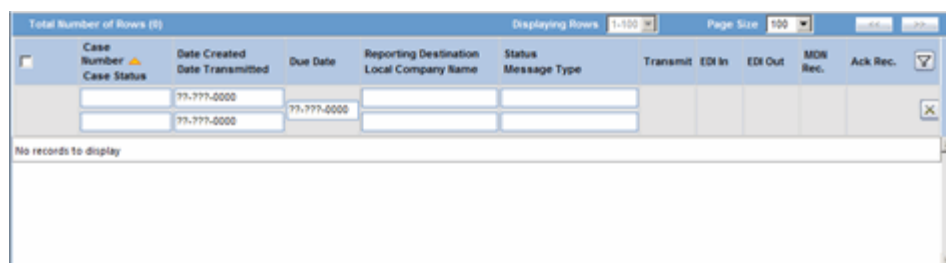 Total Number of Rows (0) Displaying Rows 1-100 Page Size 100 << >>
Case Number Case Status
Date Created Date Transmitted
Due Date
Reporting Destination Local Company Name
Status Message Type
Transmit
EDI In
EDI Out
MDN Rec.
Ack Rec.
??-???-0000
??-???-0000
??-???-0000
No records to display